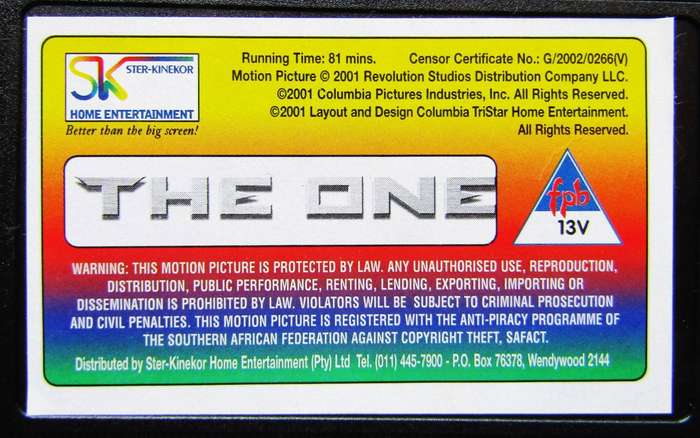 SK STER-KINEKOR
HOME ENTERTAINMENT
Better than the big screen!
Running Time: 81 mins. Censor Certificate No.: G/2002/0266(V)
Motion Picture © 2001 Revolution Studios Distribution Company LLC.
©2001 Columbia Pictures Industries, Inc. All Rights Reserved.
©2001 Layout and Design Columbia TriStar Home Entertainment.
All Rights Reserved.
THE ONE
fpb
13V
WARNING: THIS MOTION PICTURE IS PROTECTED BY LAW. ANY UNAUTHORISED USE, REPRODUCTION,
DISTRIBUTION, PUBLIC PERFORMANCE, RENTING, LENDING, EXPORTING, IMPORTING OR
DISSEMINATION IS PROHIBITED BY LAW. VIOLATORS WILL BE SUBJECT TO CRIMINAL PROSECUTION
AND CIVIL PENALTIES. THIS MOTION PICTURE IS REGISTERED WITH THE ANTI-PIRACY PROGRAMME OF
THE SOUTHERN AFRICAN FEDERATION AGAINST COPYRIGHT THEFT, SAFACT.
Distributed by Ster-Kinekor Home Entertainment (Pty) Ltd Tel. (011) 445-7900 - P.O. Box 76378, Wendywood 2144